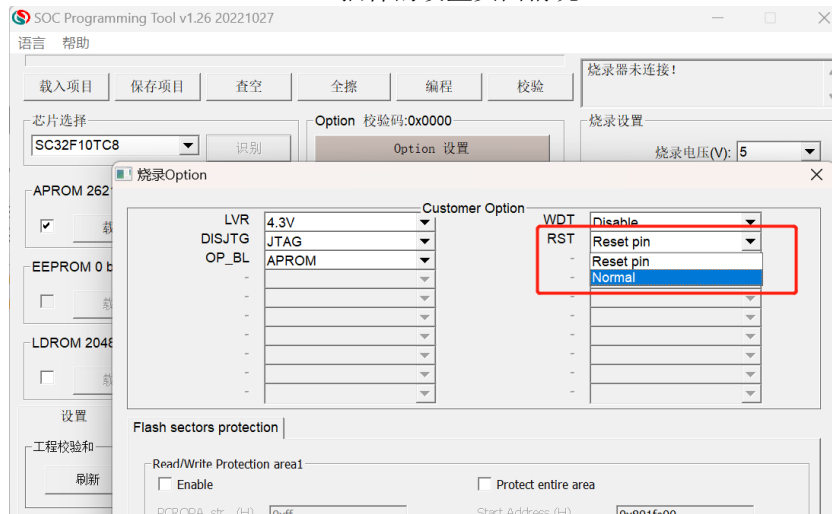 SOC Programming Tool v1.26 20221027
语言 帮助
载入项目 保存项目 查空 全擦 编程 校验
烧录器未连接!
芯片选择 Option 校验码:0x0000 烧录设置
SC32F10TC8 识别 Option 设置 烧录电压(V): 5
烧录Option
APROM 262
Customer Option
LVR 4.3V WDT Disable
DISJTG JTAG RST Reset pin
OP_BL APROM - Reset pin
- - Normal
EEPROM 0 b
- -
- -
- -
LDROM 2048
- -
- -
- -
设置
Flash sectors protection
工程校验和
刷新
Read/Write Protection area1
Enable Protect entire area
PCROPA_str (H) 0xff Start Address (H) 0x801fe00